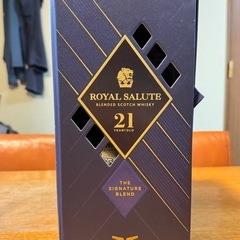 ROYAL SALUTE
BLENDED SCOTCH WHISKY
21
YEARS OLD
THE
SIGNATURE
BLEND